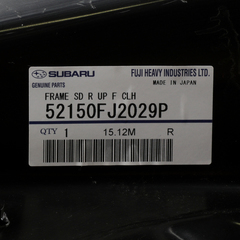 SUBARU
GENUINE PARTS
FUJI HEAVY INDUSTRIES LTD.
MADE IN JAPAN
FRAME SD R UP F CLH
52150FJ2029P
QTY 1 15.12M R